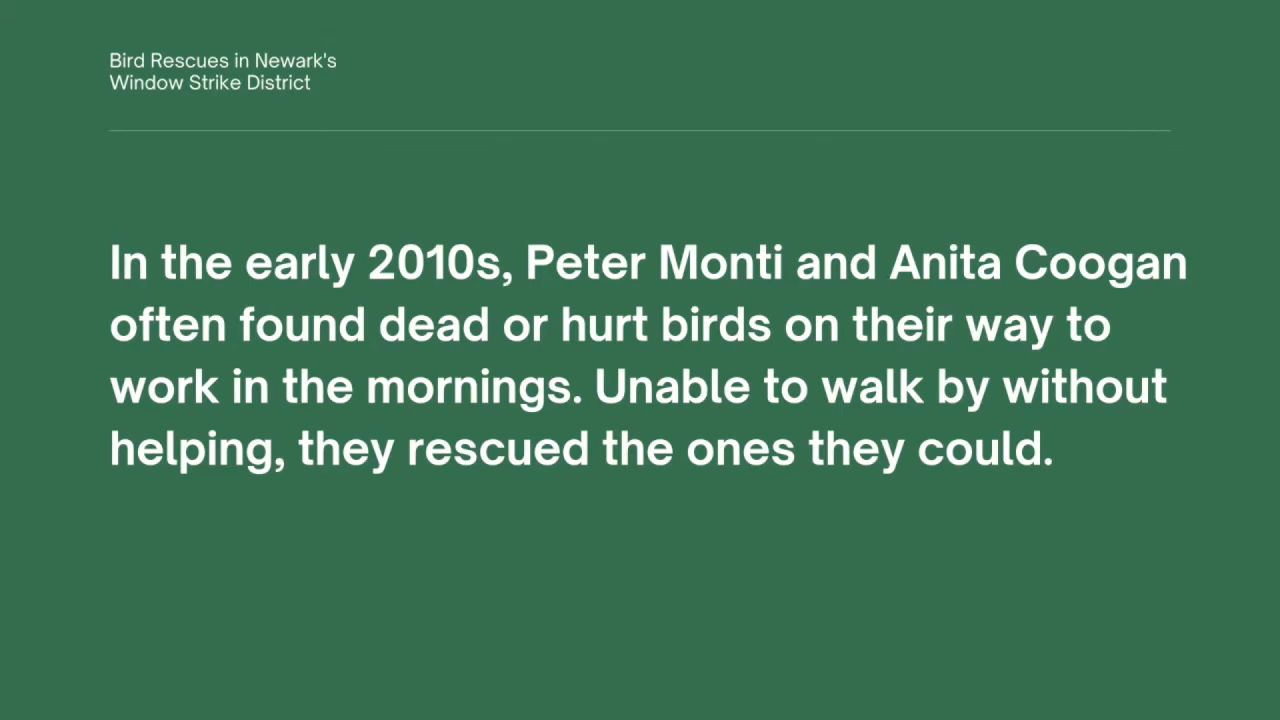 Bird Rescues in Newark's
Window Strike District
In the early 2010s, Peter Monti and Anita Coogan
often found dead or hurt birds on their way to
work in the mornings. Unable to walk by without
helping, they rescued the ones they could.